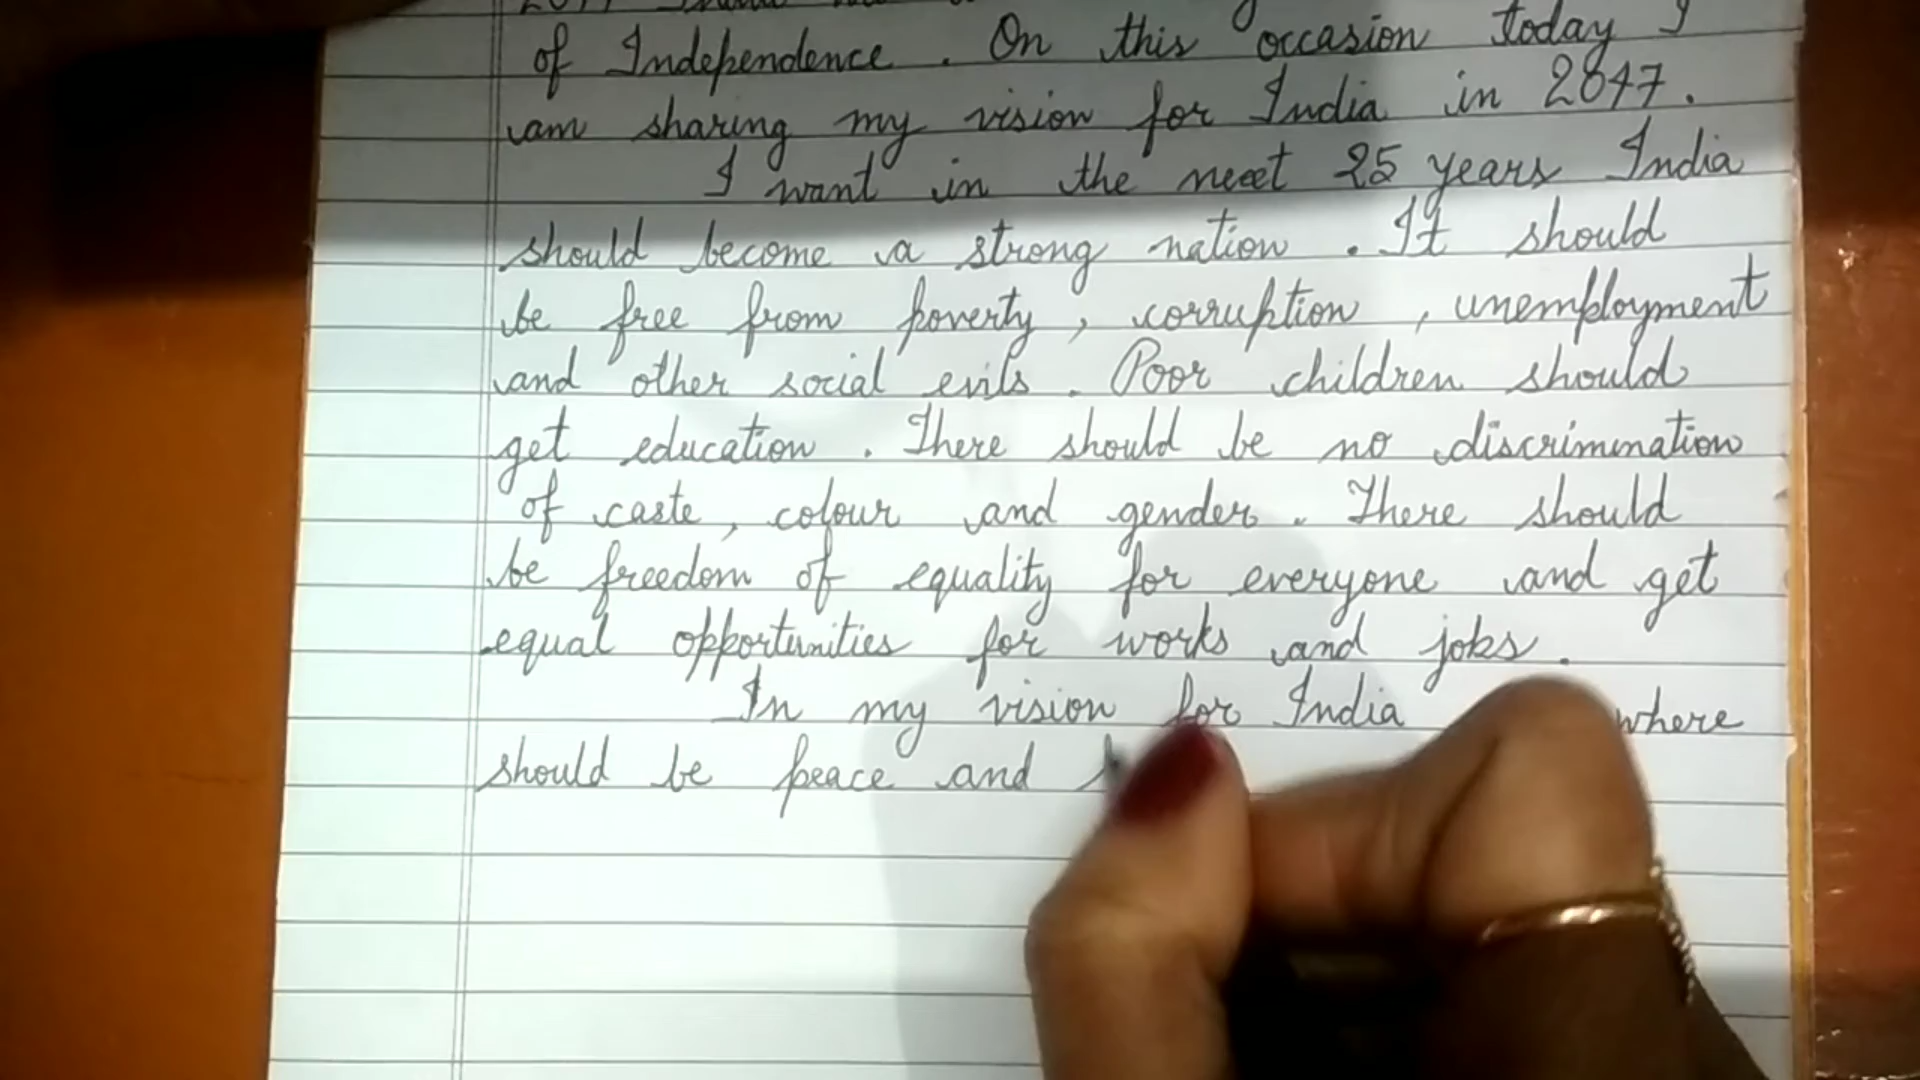 of Independence. On this occasion today I
am sharing my vision for India in 2047.
I want in the next 25 years India
should become a strong nation. It should
be free from poverty, corruption, unemployment
and other social evils. Poor children should
get education. There should be no discrimination
of caste, colour and gender. There should
be freedom of equality for everyone and get
equal opportunities for works and jobs.
In my vision for India where
should be peace and